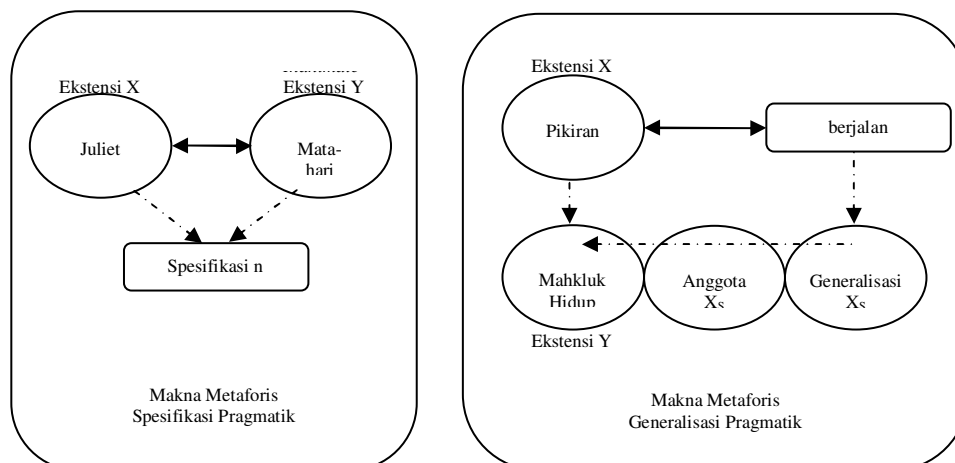 Ekstensi X
Ekstensi Y
Juliet
Mata-
hari
Spesifikasi n
Makna Metaforis
Spesifikasi Pragmatik
Ekstensi X
Pikiran
berjalan
Mahkluk
Hidup
Anggota
Xs
Generalisasi
Xs
Ekstensi Y
Makna Metaforis
Generalisasi Pragmatik